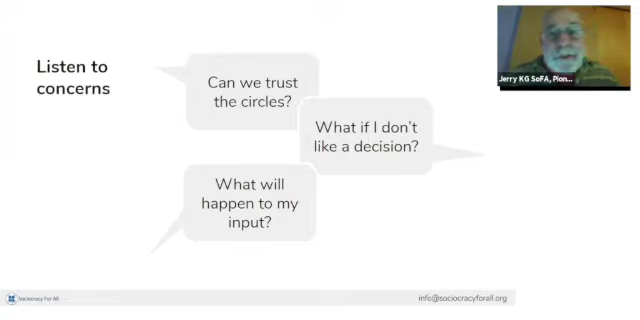 Listen to
concerns
Can we trust
the circles?
What if I don't
like a decision?
What will
happen to my
input?
Jerry KG SoFA, Pion...
Sociocracy For All
info@sociocracyforall.org